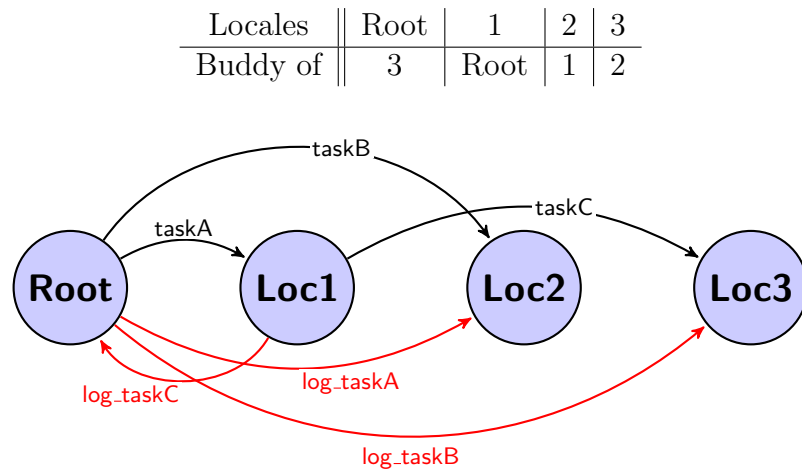 Locales Root 1 2 3
Buddy of 3 Root 1 2
taskB
taskC
taskA
Root Loc1 Loc2 Loc3
log_taskA
log_taskC
log_taskB